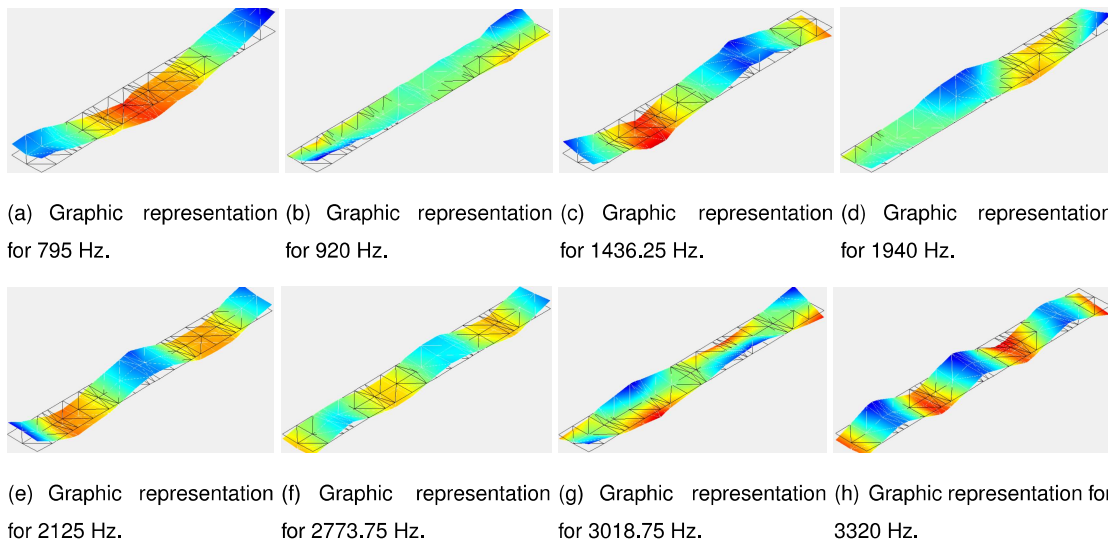 (a) Graphic representation
for 795 Hz.
(b) Graphic representation
for 920 Hz.
(c) Graphic representation
for 1436.25 Hz.
(d) Graphic representation
for 1940 Hz.
(e) Graphic representation
for 2125 Hz.
(f) Graphic representation
for 2773.75 Hz.
(g) Graphic representation
for 3018.75 Hz.
(h) Graphic representation for
3320 Hz.